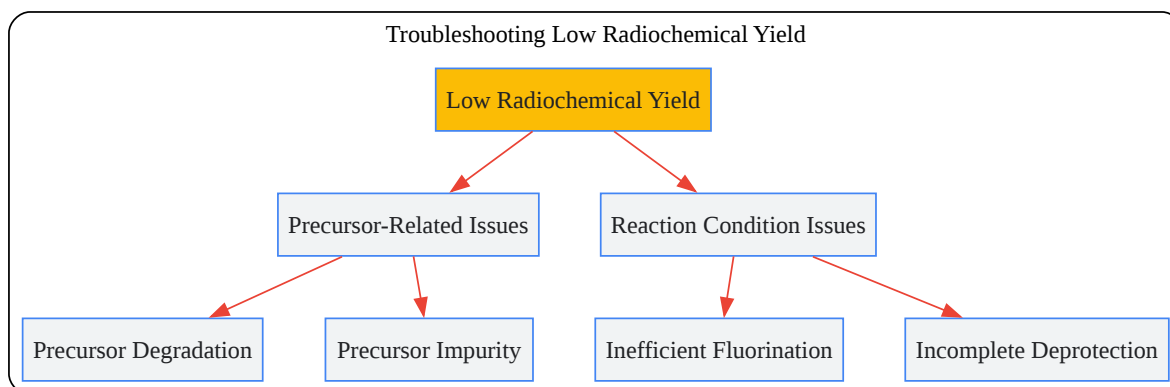 Troubleshooting Low Radiochemical Yield
Low Radiochemical Yield
Precursor-Related Issues
Reaction Condition Issues
Precursor Degradation
Precursor Impurity
Inefficient Fluorination
Incomplete Deprotection